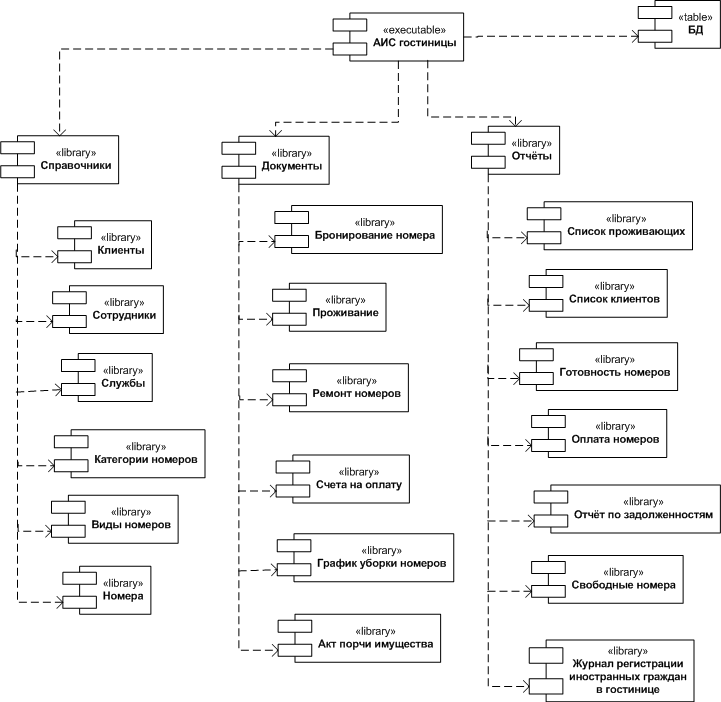 «executable»
АИС гостиницы
«table»
БД
«library»
Справочники
«library»
Клиенты
«library»
Сотрудники
«library»
Службы
«library»
Категории номеров
«library»
Виды номеров
«library»
Номера
«library»
Документы
«library»
Бронирование номера
«library»
Проживание
«library»
Ремонт номеров
«library»
Счета на оплату
«library»
График уборки номеров
«library»
Акт порчи имущества
«library»
Отчёты
«library»
Список проживающих
«library»
Список клиентов
«library»
Готовность номеров
«library»
Оплата номеров
«library»
Отчёт по задолженностям
«library»
Свободные номера
«library»
Журнал регистрации
иностранных граждан
в гостинице